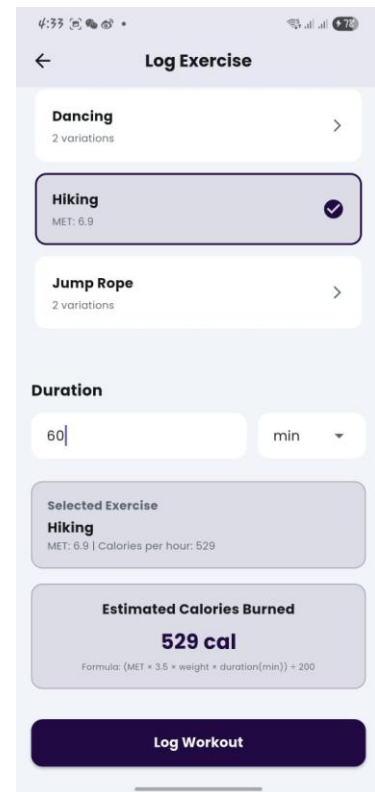 4:33
78
Log Exercise
Dancing
2 variations
Hiking
MET: 6.9
Jump Rope
2 variations
Duration
60
min
Selected Exercise
Hiking
MET: 6.9 | Calories per hour: 529
Estimated Calories Burned
529 cal
Formula: (MET × 3.5 × weight × duration(min)) ÷ 200
Log Workout